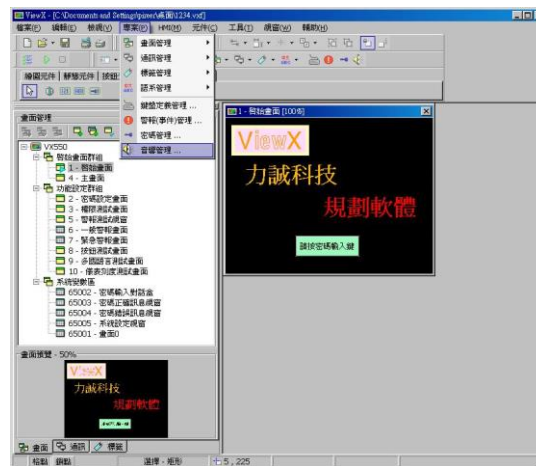 ViewX - [C:\Documents and Settings\pizeer\桌面\1234.vxf]
檔案(F) 編輯(E) 檢視(V) 專案(P) HMI(M) 元件(C) 工具(T) 視窗(W) 輔助(H)
畫面管理
通訊管理
標籤管理
語系管理
鍵盤定義管理 ...
警報(事件)管理 ...
密碼管理 ...
音響管理 ...
繪圖元件 靜態元件
畫面管理
VX550
啓始畫面群組
1 - 啓始畫面
4 - 主畫面
功能設定群組
2 - 密碼設定畫面
3 - 權限測試畫面
5 - 警報測試視窗
6 - 一般警報畫面
7 - 緊急警報畫面
8 - 按鈕測試畫面
9 - 多國語言測試畫面
10 - 儀表刻度測試畫面
系統變數區
65002 - 密碼輸入對話盒
65003 - 密碼正確訊息視窗
65004 - 密碼錯誤訊息視窗
65005 - 系統設定視窗
65001 - 畫面0
1 - 啓始畫面 [100%]
ViewX
力誠科技
規劃軟體
請按密碼輸入鍵
畫面預覽 - 50%
ViewX
力誠科技
規劃軟體
畫面 通訊 標籤
格點 鎖點 選擇 - 矩形 5 , 225